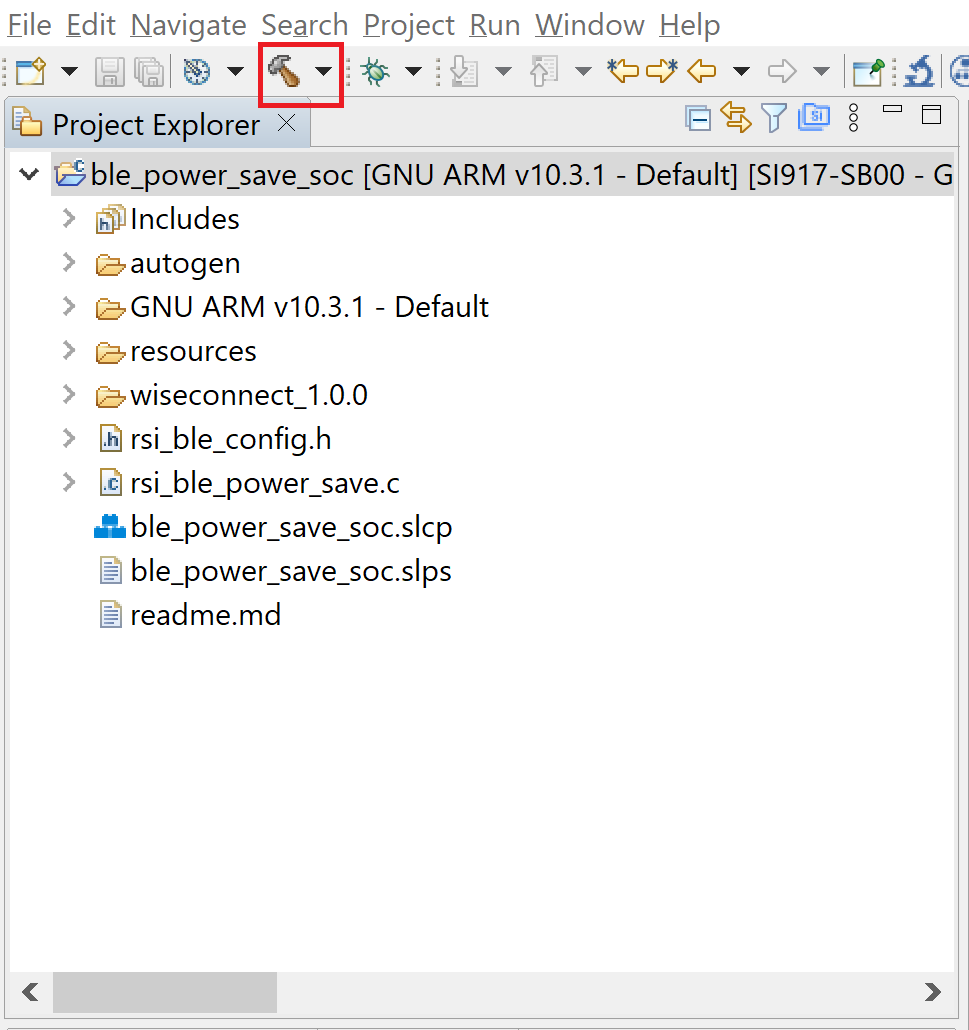 File Edit Navigate Search Project Run Window Help
Project Explorer
ble_power_save_soc [GNU ARM v10.3.1 - Default] [SI917-SB00 - G
Includes
autogen
GNU ARM v10.3.1 - Default
resources
wiseconnect_1.0.0
.h rsi_ble_config.h
.c rsi_ble_power_save.c
ble_power_save_soc.slcp
ble_power_save_soc.slps
readme.md